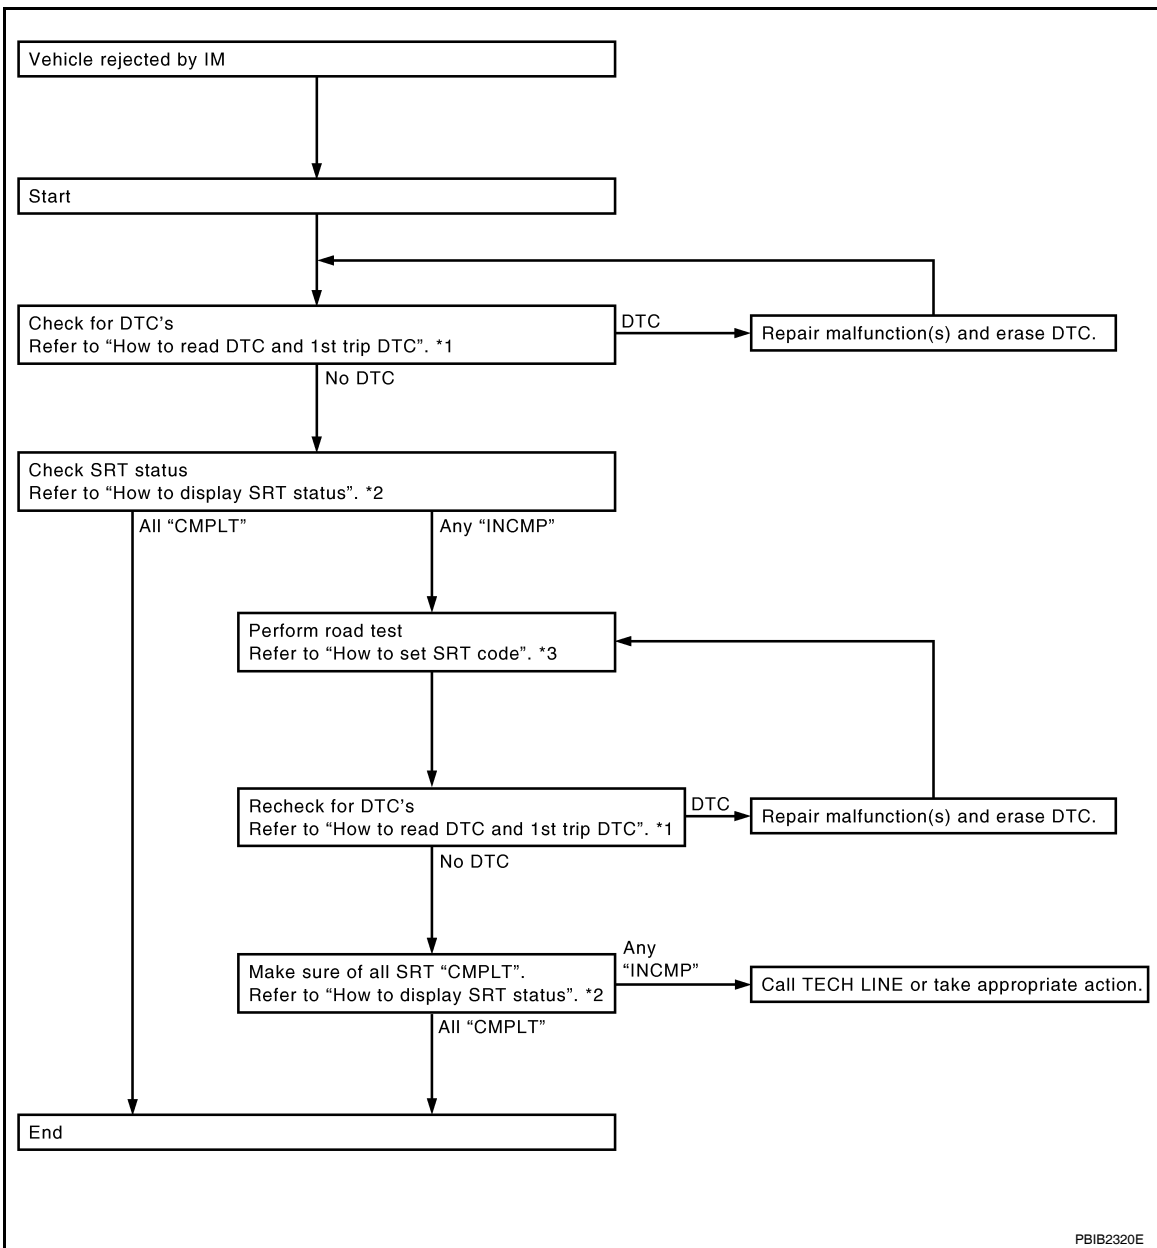 Vehicle rejected by IM
Start
Check for DTC's
Refer to “How to read DTC and 1st trip DTC”. *1
DTC
Repair malfunction(s) and erase DTC.
No DTC
Check SRT status
Refer to “How to display SRT status”. *2
All “CMPLT”
Any “INCMP”
Perform road test
Refer to “How to set SRT code”. *3
Recheck for DTC's
Refer to “How to read DTC and 1st trip DTC”. *1
DTC
Repair malfunction(s) and erase DTC.
No DTC
Make sure of all SRT “CMPLT”.
Refer to “How to display SRT status”. *2
Any
“INCMP”
Call TECH LINE or take appropriate action.
All “CMPLT”
End
PBIB2320E